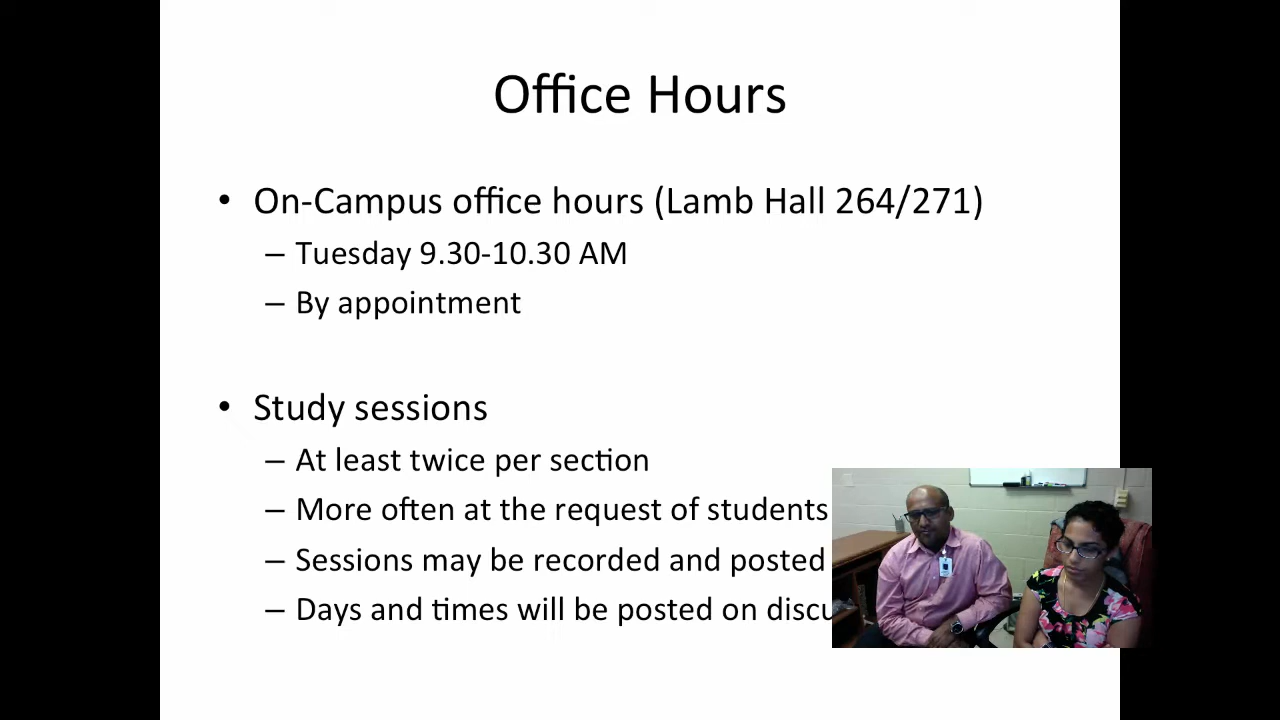 Office Hours
• On-Campus office hours (Lamb Hall 264/271)
– Tuesday 9.30-10.30 AM
– By appointment
• Study sessions
– At least twice per section
– More often at the request of students
– Sessions may be recorded and posted
– Days and times will be posted on